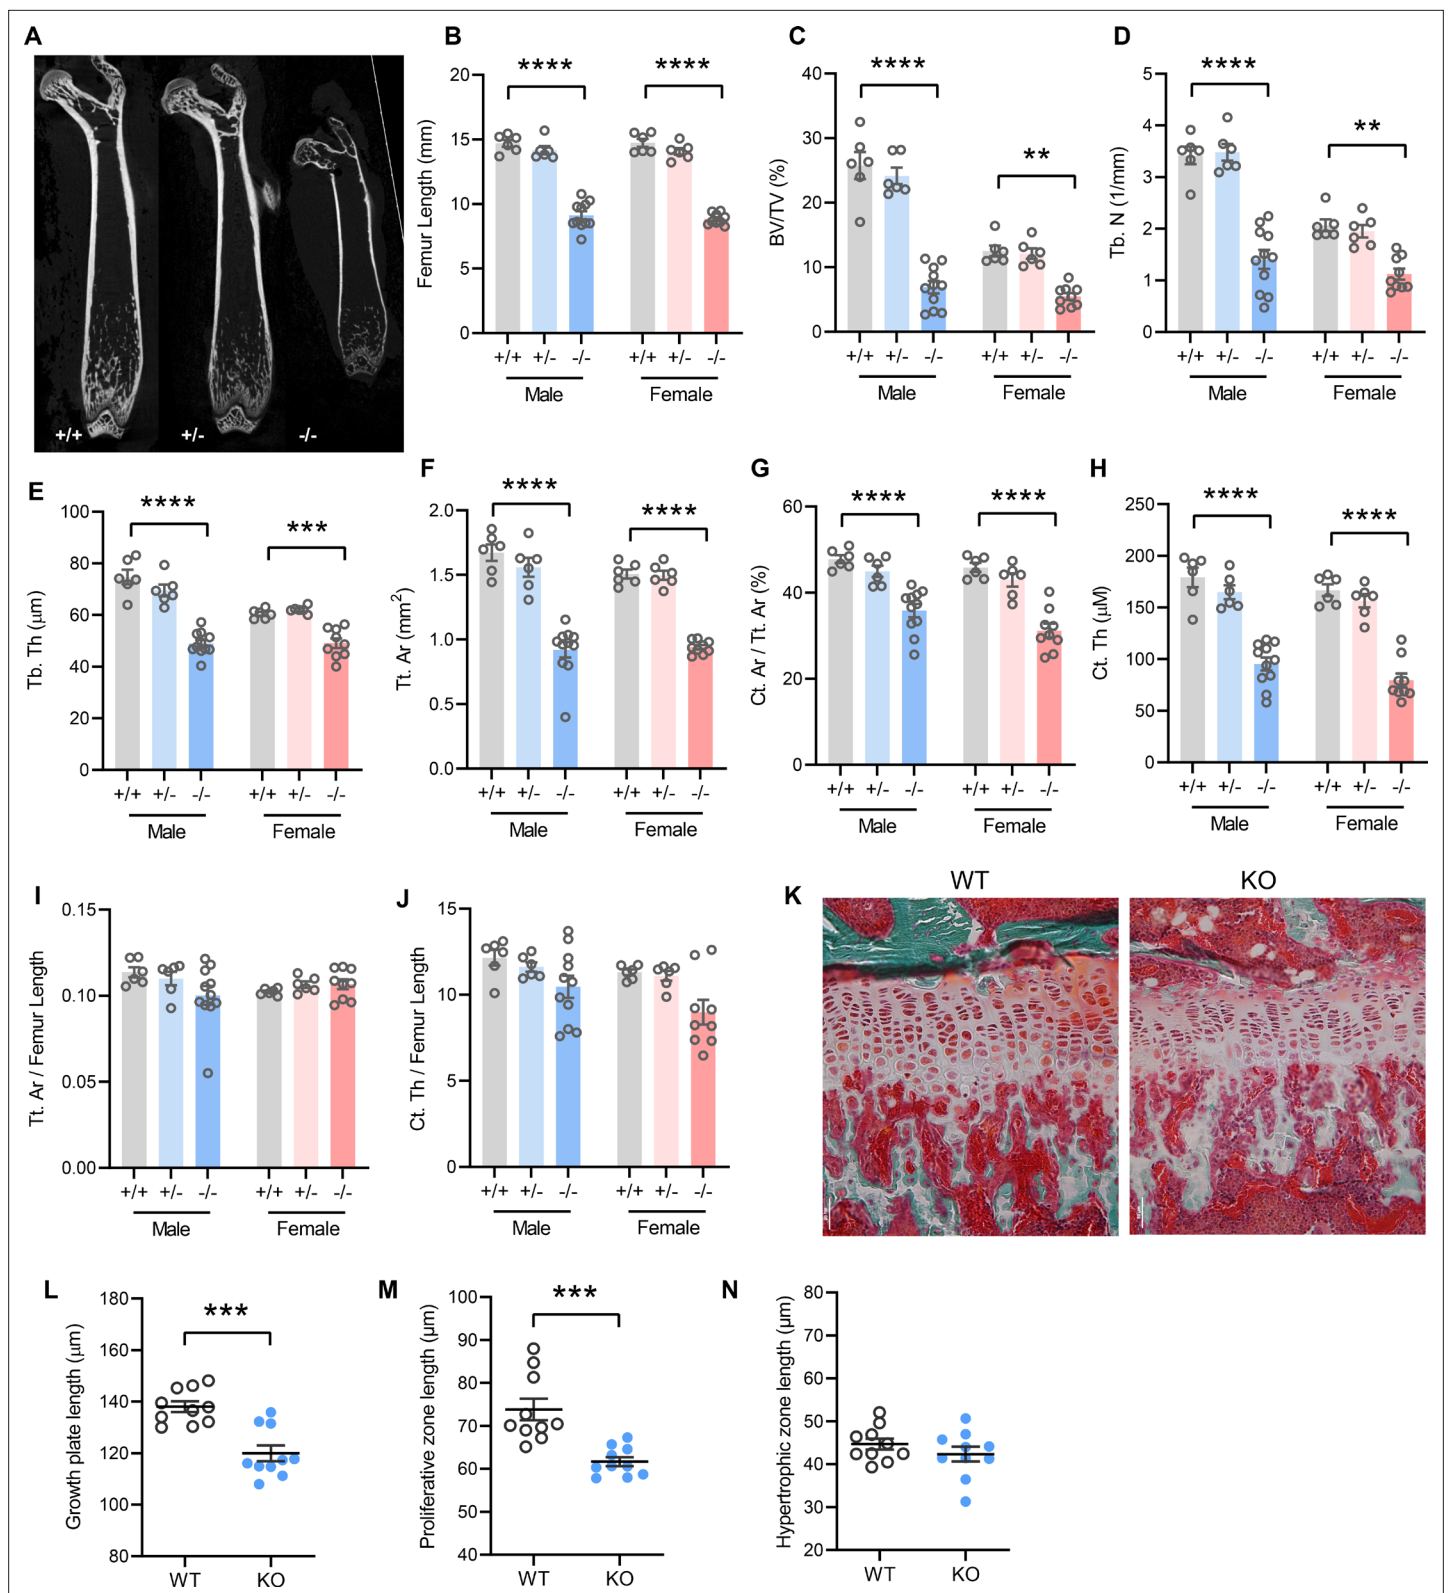 A
+/+ +/- -/-
B
**** ****
Femur Length (mm)
20
15
10
5
0
+/+ +/- -/- +/+ +/- -/-
Male Female
C
**** **
BV/TV (%)
40
30
20
10
0
+/+ +/- -/- +/+ +/- -/-
Male Female
D
**** **
Tb. N (1/mm)
5
4
3
2
1
0
+/+ +/- -/- +/+ +/- -/-
Male Female
E
**** ***
Tb. Th (μm)
100
80
60
40
20
0
+/+ +/- -/- +/+ +/- -/-
Male Female
F
**** ****
Tt. Ar (mm²)
2.0
1.5
1.0
0.5
0.0
+/+ +/- -/- +/+ +/- -/-
Male Female
G
**** ****
Ct. Ar / Tt. Ar (%)
60
40
20
0
+/+ +/- -/- +/+ +/- -/-
Male Female
H
**** ****
Ct. Th (μM)
250
200
150
100
50
0
+/+ +/- -/- +/+ +/- -/-
Male Female
I
Tt. Ar / Femur Length
0.15
0.10
0.05
0.00
+/+ +/- -/- +/+ +/- -/-
Male Female
J
Ct. Th / Femur Length
15
10
5
0
+/+ +/- -/- +/+ +/- -/-
Male Female
K
WT KO
L
***
Growth plate length (μm)
180
160
140
120
100
80
WT KO
M
***
Proliferative zone length (μm)
100
90
80
70
60
50
40
WT KO
N
Hypertrophic zone length (μm)
80
70
60
50
40
30
20
WT KO